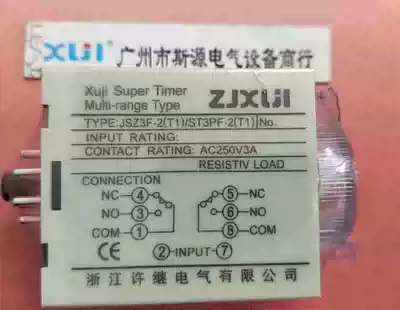 XUJI 广州市斯源电气设备商行
Xuji Super Timer
Multi-range Type
ZJXUJI
TYPE:JSZ3F-2(T1)/ST3PF-2(T1) No.
INPUT RATING:
CONTACT RATING: AC250V3A
RESISTIV LOAD
CONNECTION
NC 4 5 NC
NO 3 6 NO
COM 1 8 COM
CE 2 INPUT 7
浙江许继电气有限公司